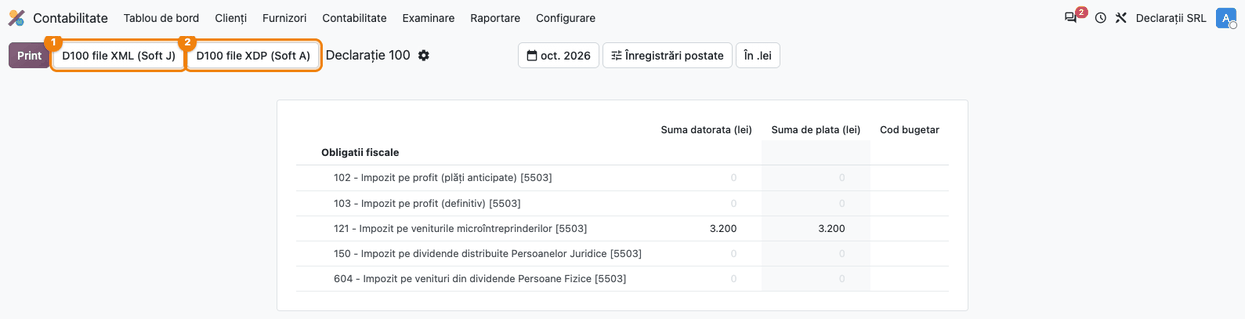 Contabilitate Tablou de bord Clienți Furnizori Contabilitate Examinare Raportare Configurare 2 Declarații SRL A
1 2
Print D100 file XML (Soft J) D100 file XDP (Soft A) Declarație 100 oct. 2026 Înregistrări postate În .lei
Suma datorata (lei) Suma de plata (lei) Cod bugetar
Obligatii fiscale
102 - Impozit pe profit (plăți anticipate) [5503] 0 0
103 - Impozit pe profit (definitiv) [5503] 0 0
121 - Impozit pe veniturile microîntreprinderilor [5503] 3.200 3.200
150 - Impozit pe dividende distribuite Persoanelor Juridice [5503] 0 0
604 - Impozit pe venituri din dividende Persoane Fizice [5503] 0 0